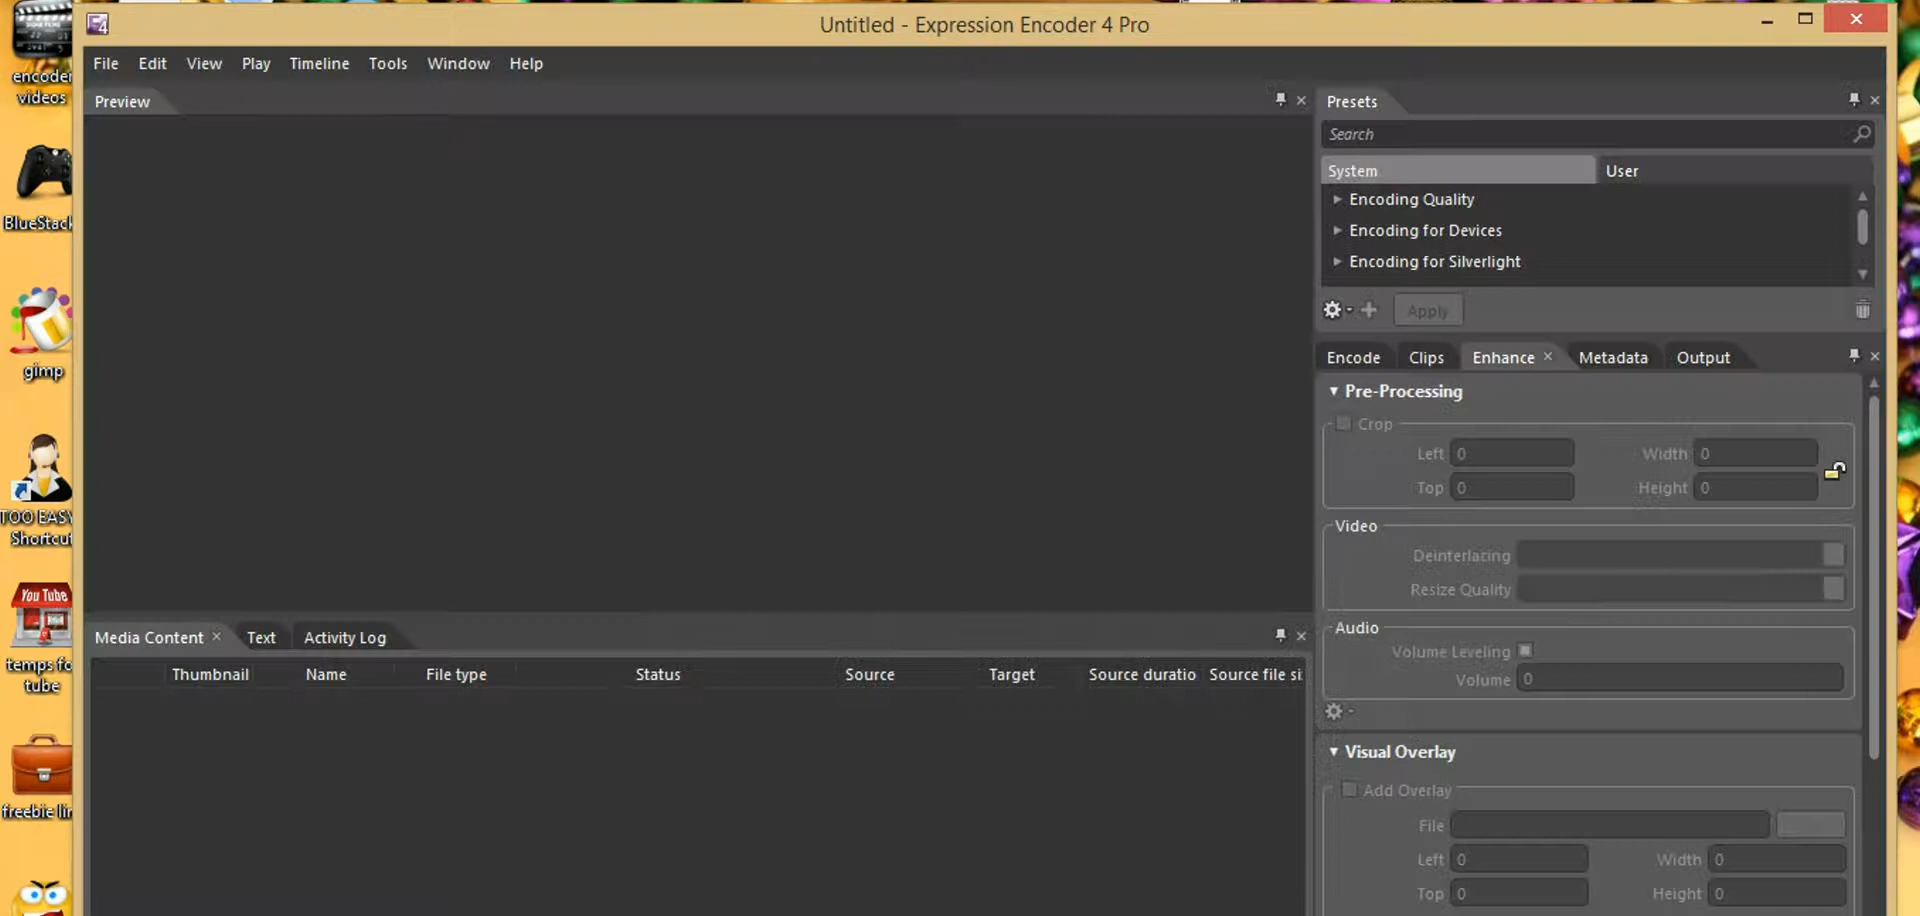 Untitled - Expression Encoder 4 Pro
File Edit View Play Timeline Tools Window Help
Preview
Presets
Search
System User
Encoding Quality
Encoding for Devices
Encoding for Silverlight
Apply
Encode Clips Enhance Metadata Output
Pre-Processing
Crop
Left 0 Width 0
Top 0 Height 0
Video
Deinterlacing
Resize Quality
Audio
Volume Leveling
Volume 0
Visual Overlay
Add Overlay
File
Left 0 Width 0
Top 0 Height 0
Media Content Text Activity Log
Thumbnail Name File type Status Source Target Source duratio Source file si
encoder
videos
BlueStack
gimp
TOO EASY
Shortcut
You Tube
temps fo
tube
freebie lin